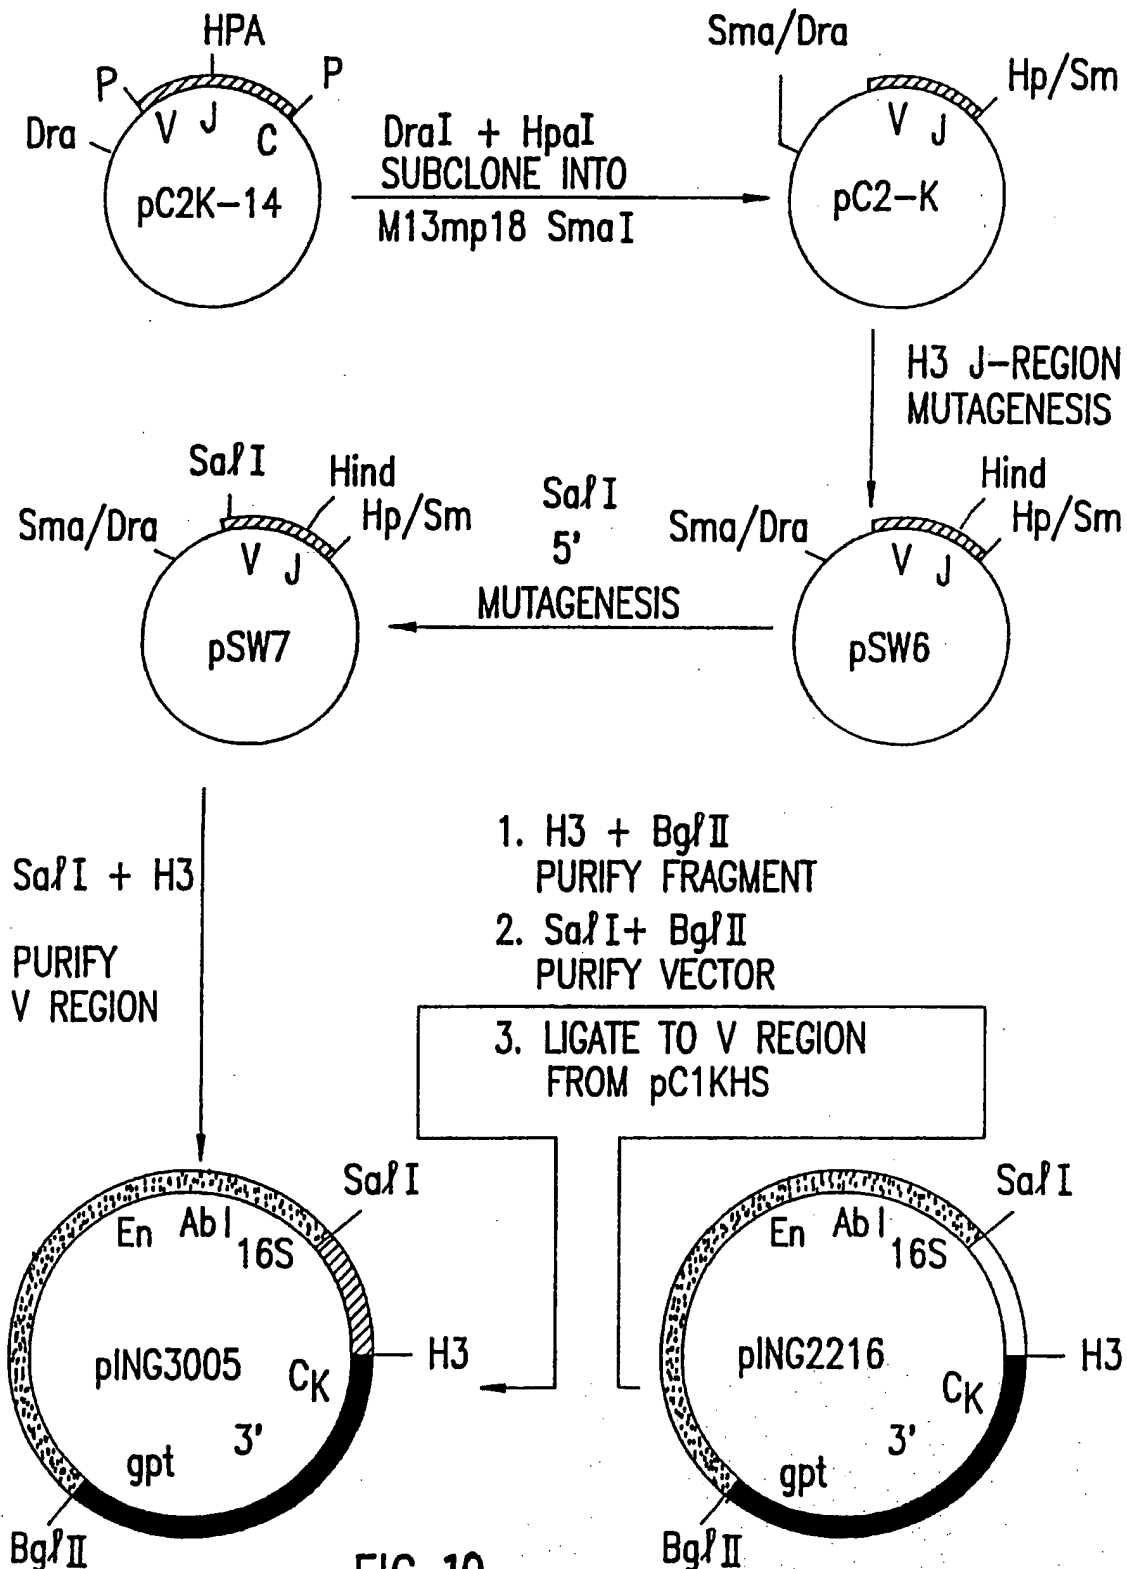 HPA
P
P
Dra
V J C
pC2K-14
DraI + HpaI
SUBCLONE INTO
M13mp18 SmaI
Sma/Dra
Hp/Sm
V J
pC2-K
H3 J-REGION
MUTAGENESIS
SalI
Hind
Sma/Dra
Hp/Sm
V J
pSW7
SalI
5'
MUTAGENESIS
Hind
Sma/Dra
Hp/Sm
V J
pSW6
SalI + H3
PURIFY
V REGION
1. H3 + BglII
PURIFY FRAGMENT
2. SalI+ BglII
PURIFY VECTOR
3. LIGATE TO V REGION
FROM pC1KHS
SalI
En AbI 16S
pING3005
H3
CK
3'
gpt
BglII
SalI
En AbI 16S
pING2216
H3
CK
3'
gpt
BglII